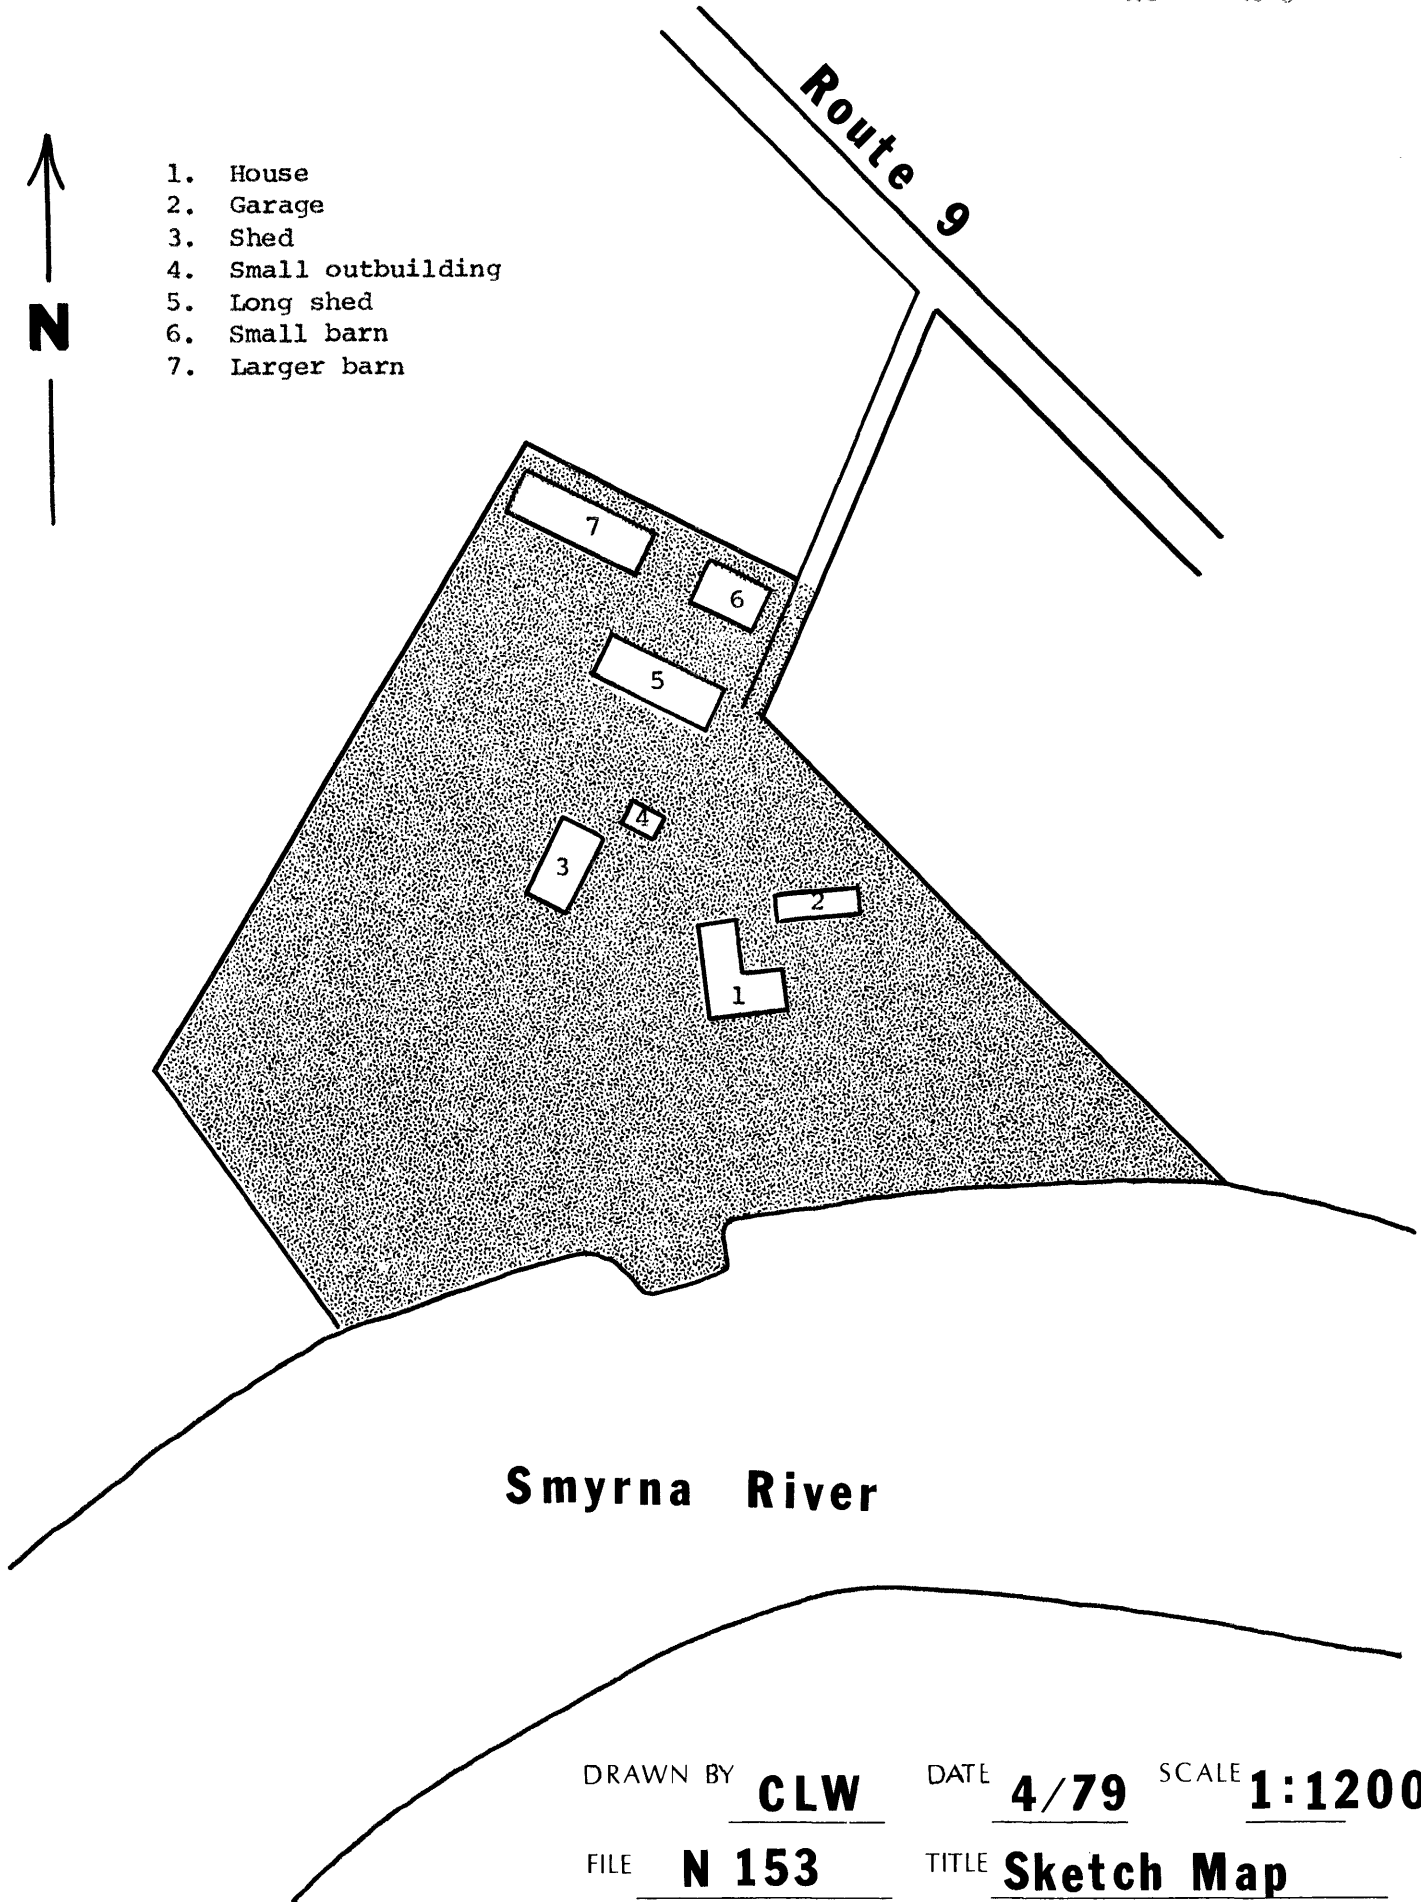 Route 9
1. House
2. Garage
3. Shed
4. Small outbuilding
5. Long shed
6. Small barn
7. Larger barn
N
7
6
5
4
3
2
1
Smyrna River
DRAWN BY CLW DATE 4/79 SCALE 1:1200
FILE N 153 TITLE Sketch Map